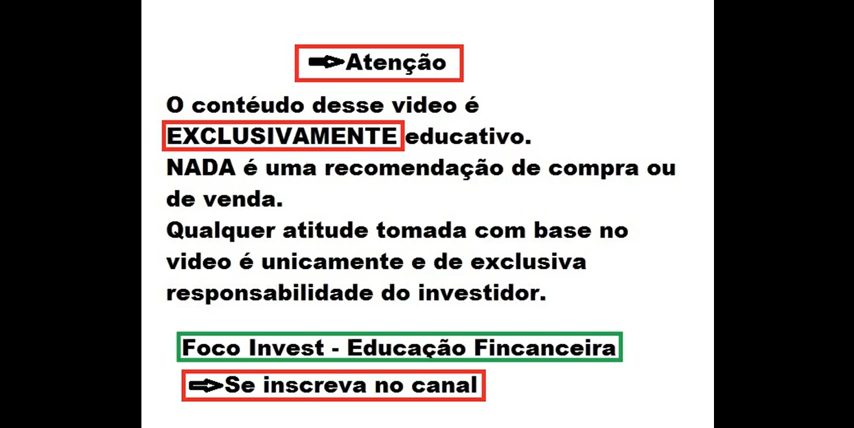 Atenção
O contéudo desse video é
EXCLUSIVAMENTE educativo.
NADA é uma recomendação de compra ou
de venda.
Qualquer atitude tomada com base no
video é unicamente e de exclusiva
responsabilidade do investidor.
Foco Invest - Educação Fincanceira
Se inscreva no canal